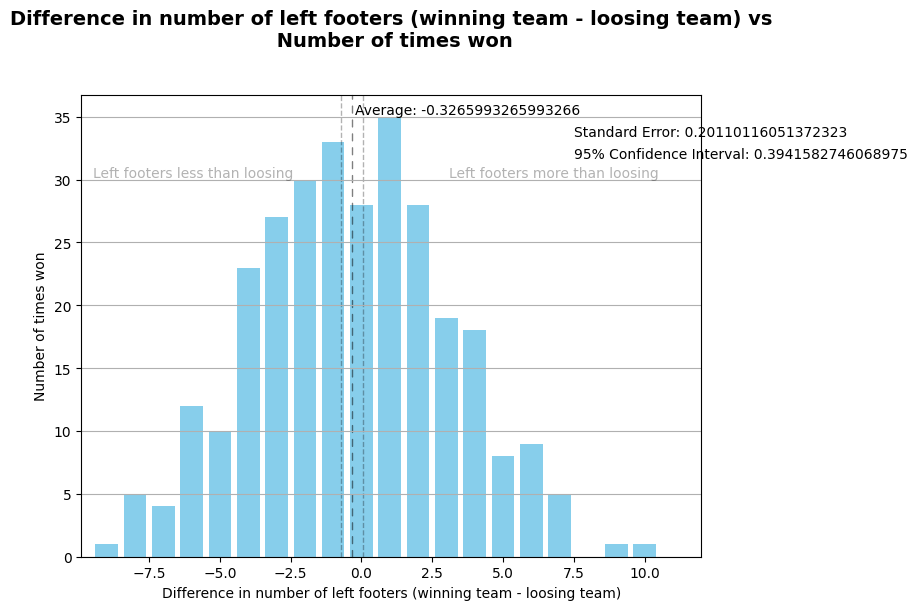 Difference in number of left footers (winning team - loosing team) vs
Number of times won
Average: -0.3265993265993266
Standard Error: 0.20110116051372323
95% Confidence Interval: 0.3941582746068975
Left footers less than loosing
Left footers more than loosing
Number of times won
35
30
25
20
15
10
5
0
−7.5
−5.0
−2.5
0.0
2.5
5.0
7.5
10.0
Difference in number of left footers (winning team - loosing team)